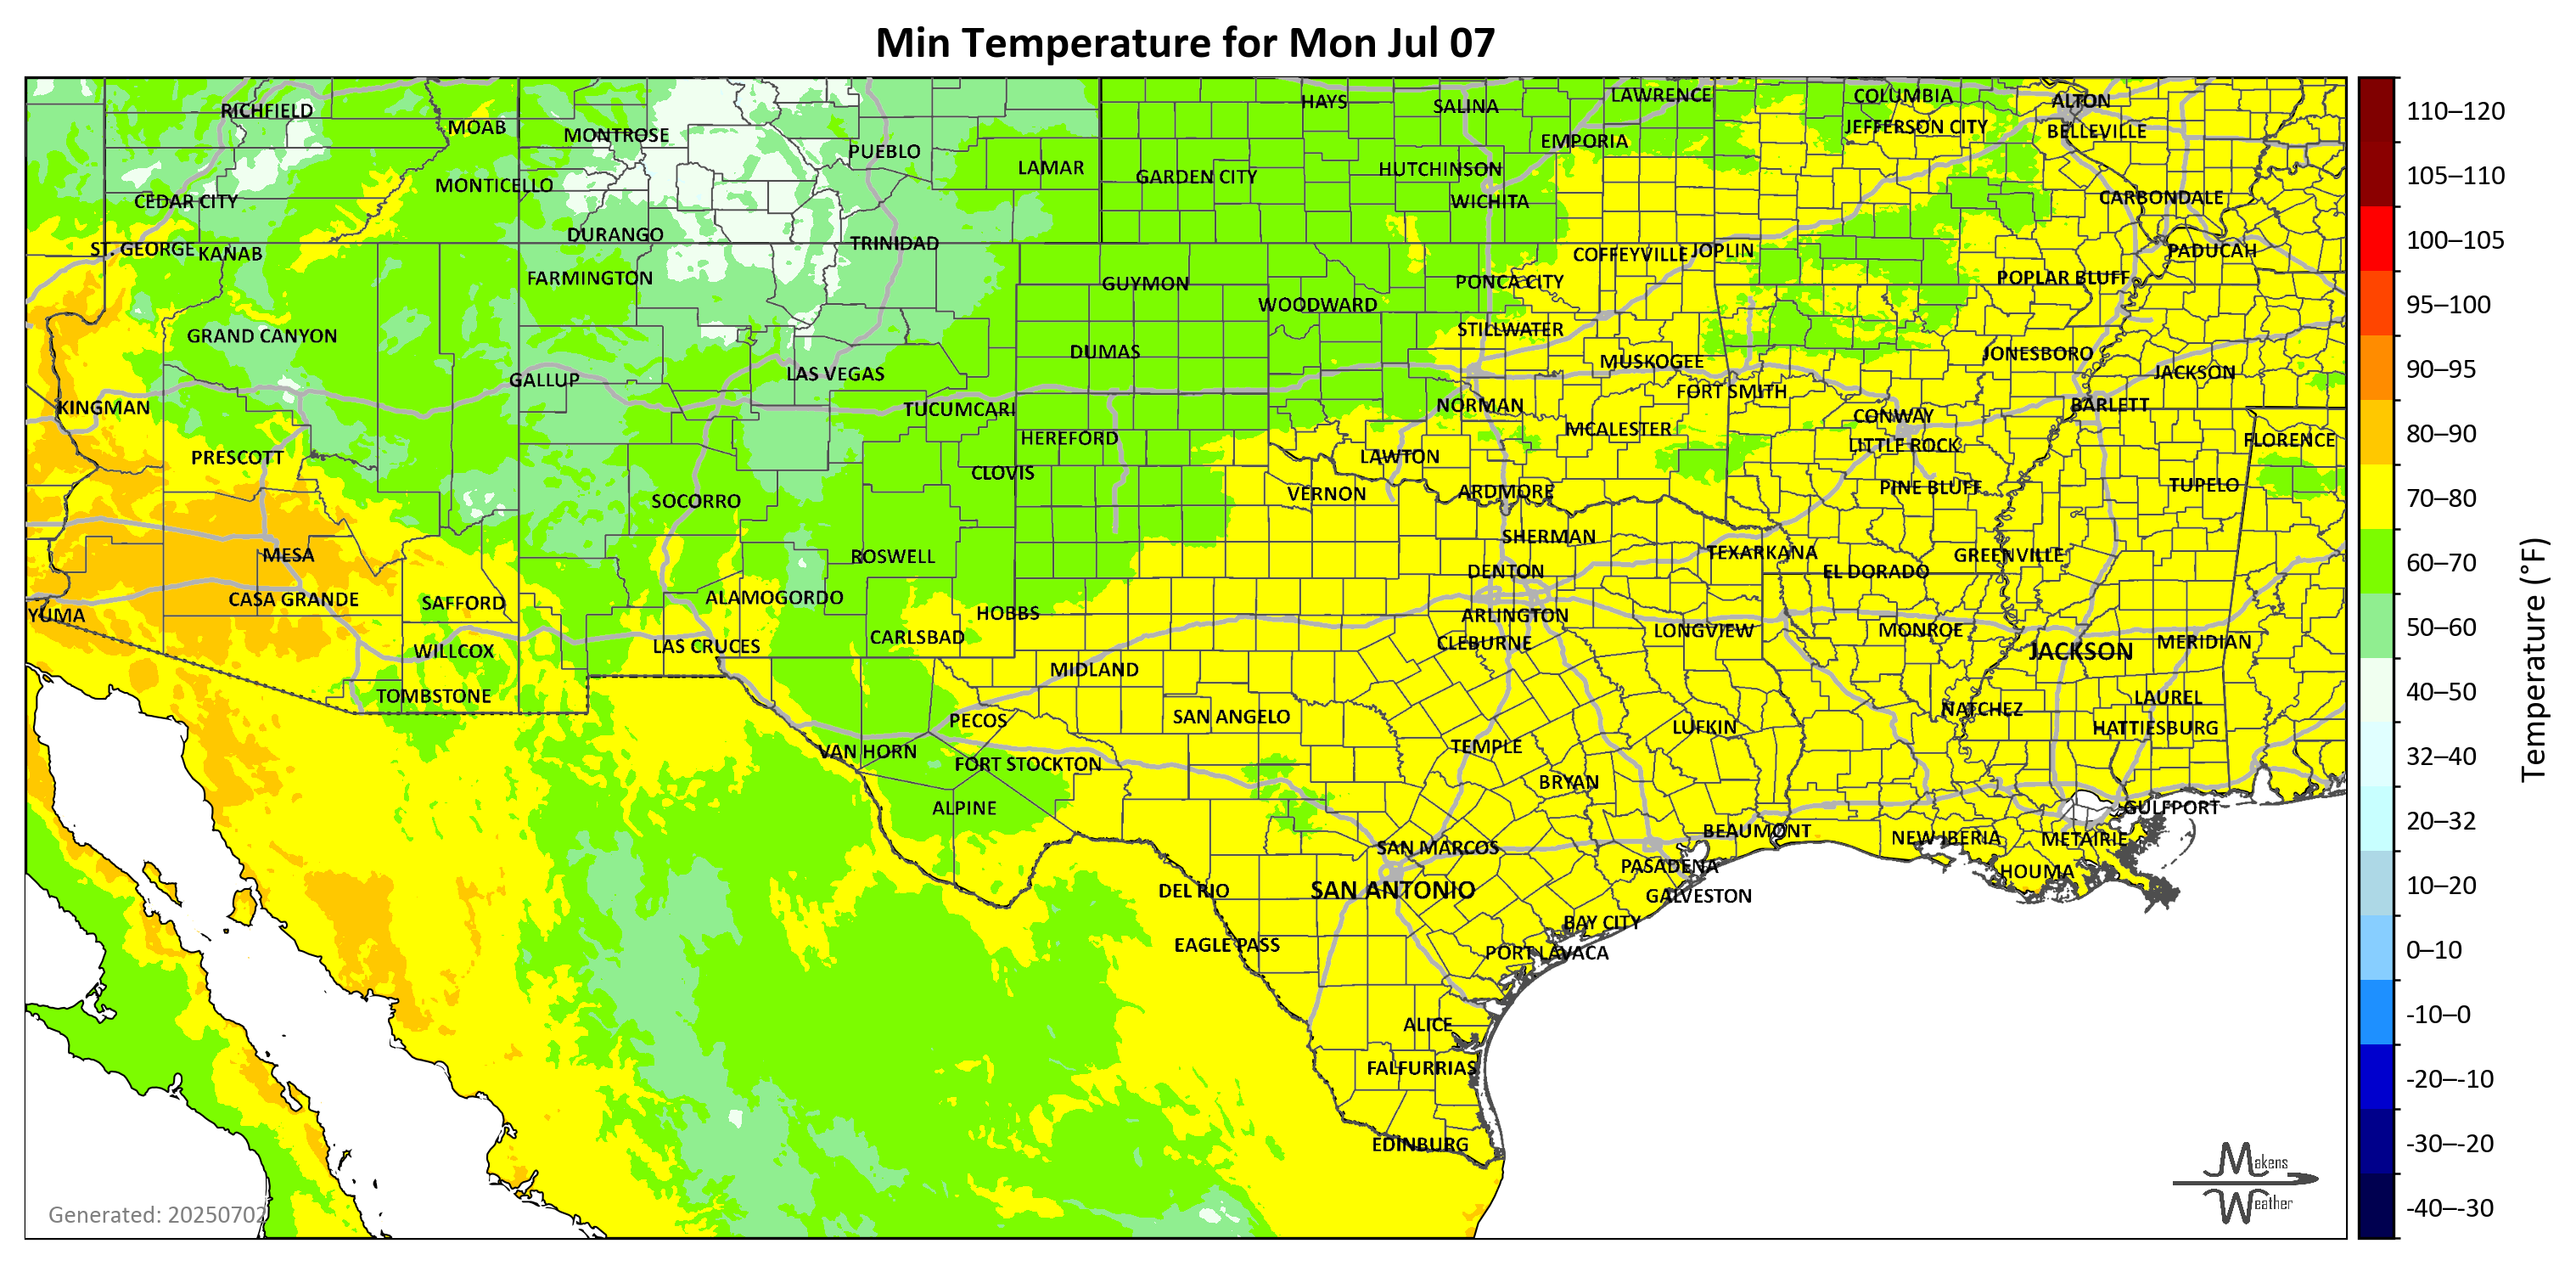 Min Temperature for Mon Jul 07
RICHFIELD
MOAB
MONTROSE
PUEBLO
LAMAR
HAYS
SALINA
LAWRENCE
COLUMBIA
ALTON
JEFFERSON CITY
BELLEVILLE
EMPORIA
HUTCHINSON
GARDEN CITY
WICHITA
MONTICELLO
CEDAR CITY
CARBONDALE
DURANGO
TRINIDAD
ST. GEORGE
KANAB
COFFEYVILLE
JOPLIN
PADUCAH
FARMINGTON
GUYMON
PONCA CITY
POPLAR BLUFF
WOODWARD
GRAND CANYON
STILLWATER
DUMAS
MUSKOGEE
JONESBORO
JACKSON
GALLUP
LAS VEGAS
FORT SMITH
KINGMAN
TUCUMCARI
NORMAN
CONWAY
BARLETT
HEREFORD
MCALESTER
LITTLE ROCK
FLORENCE
PRESCOTT
CLOVIS
LAWTON
SOCORRO
VERNON
ARDMORE
PINE BLUFF
TUPELO
MESA
ROSWELL
SHERMAN
TEXARKANA
GREENVILLE
DENTON
EL DORADO
CASA GRANDE
SAFFORD
ALAMOGORDO
YUMA
HOBBS
ARLINGTON
CARLSBAD
CLEBURNE
LONGVIEW
MONROE
MERIDIAN
WILLCOX
LAS CRUCES
JACKSON
MIDLAND
TOMBSTONE
LAUREL
PECOS
SAN ANGELO
NATCHEZ
HATTIESBURG
LUFKIN
VAN HORN
FORT STOCKTON
TEMPLE
BRYAN
ALPINE
GULFPORT
BEAUMONT
NEW IBERIA
METAIRIE
SAN MARCOS
PASADENA
HOUMA
DEL RIO
SAN ANTONIO
GALVESTON
BAY CITY
EAGLE PASS
PORT LAVACA
ALICE
FALFURRIAS
EDINBURG
Generated: 20250702
Makens
Weather
110–120
105–110
100–105
95–100
90–95
80–90
70–80
60–70
50–60
40–50
32–40
20–32
10–20
0–10
-10–0
-20–-10
-30–-20
-40–-30
Temperature (°F)